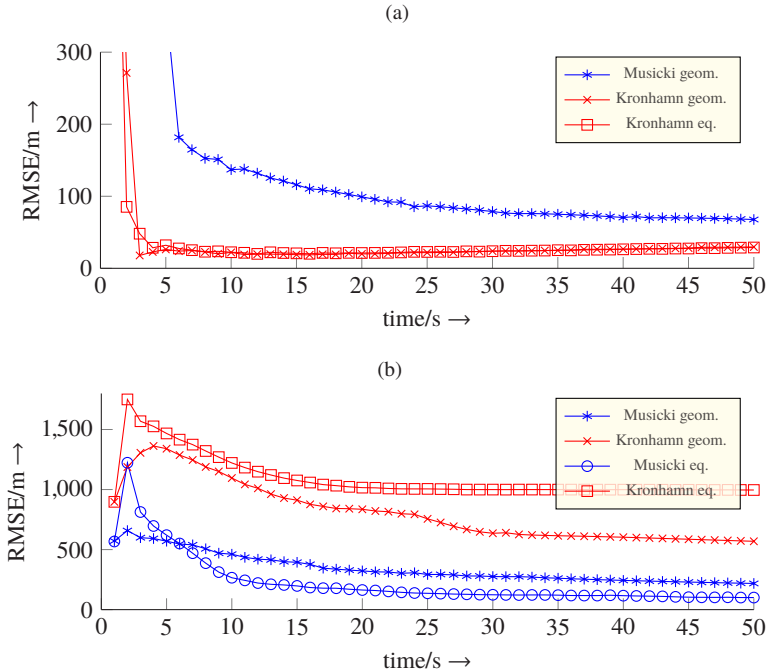 (a)
300
200
100
0
RMSE/m →
Musicki geom.
Kronhamn geom.
Kronhamn eq.
0 5 10 15 20 25 30 35 40 45 50
time/s →
(b)
1,500
1,000
500
0
RMSE/m →
Musicki geom.
Kronhamn geom.
Musicki eq.
Kronhamn eq.
0 5 10 15 20 25 30 35 40 45 50
time/s →